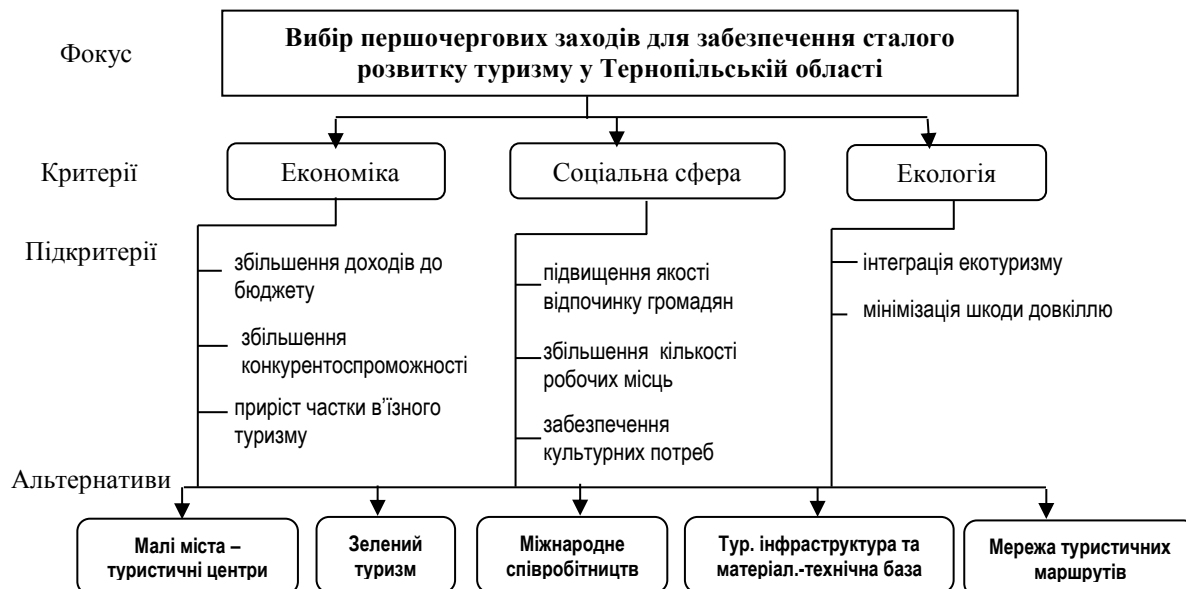 Фокус
Вибір першочергових заходів для забезпечення сталого
розвитку туризму у Тернопільській області
Критерії
Економіка
Соціальна сфера
Екологія
Підкритерії
збільшення доходів до
бюджету
збільшення
конкурентоспроможності
приріст частки в’їзного
туризму
підвищення якості
відпочинку громадян
збільшення кількості
робочих місць
забезпечення
культурних потреб
інтеграція екотуризму
мінімізація шкоди довкіллю
Альтернативи
Малі міста –
туристичні центри
Зелений
туризм
Міжнародне
співробітництв
Тур. інфраструктура та
матеріал.-технічна база
Мережа туристичних
маршрутів